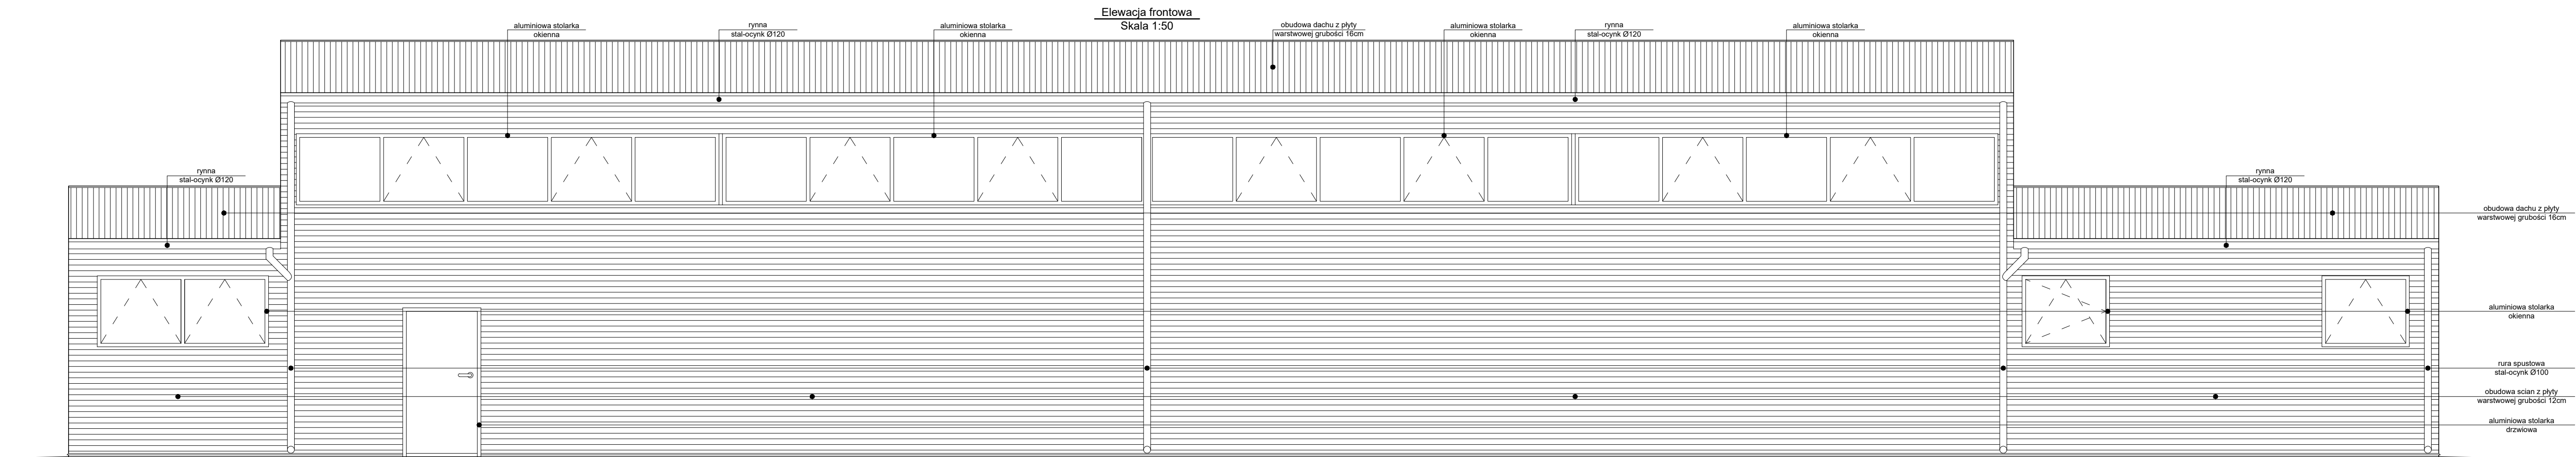 Elewacja frontowa
Skala 1:50
aluminiowa stolarka
okienna
rynna
stal-ocynk Ø120
aluminiowa stolarka
okienna
obudowa dachu z płyty
warstwowej grubości 16cm
aluminiowa stolarka
okienna
rynna
stal-ocynk Ø120
aluminiowa stolarka
okienna
rynna
stal-ocynk Ø120
rynna
stal-ocynk Ø120
obudowa dachu z płyty
warstwowej grubości 16cm
aluminiowa stolarka
okienna
rura spustowa
stal-ocynk Ø100
obudowa scian z płyty
warstwowej grubości 12cm
aluminiowa stolarka
drzwiowa